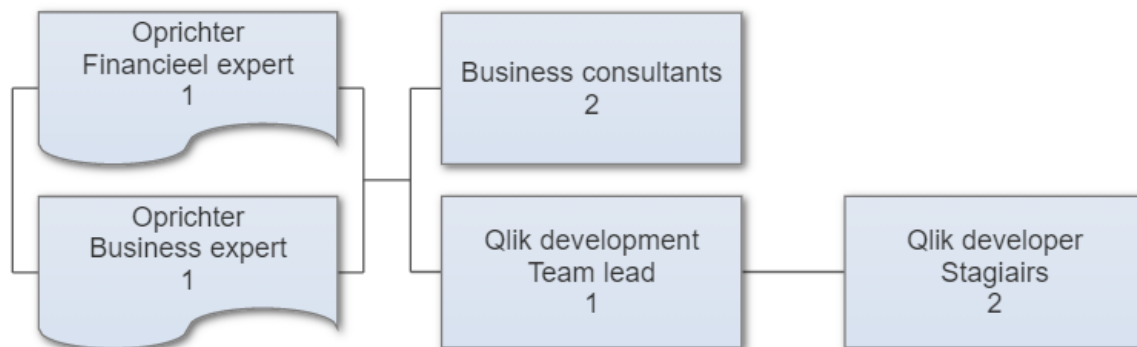 Oprichter
Financieel expert
1
Business consultants
2
Oprichter
Business expert
1
Qlik development
Team lead
1
Qlik developer
Stagiairs
2